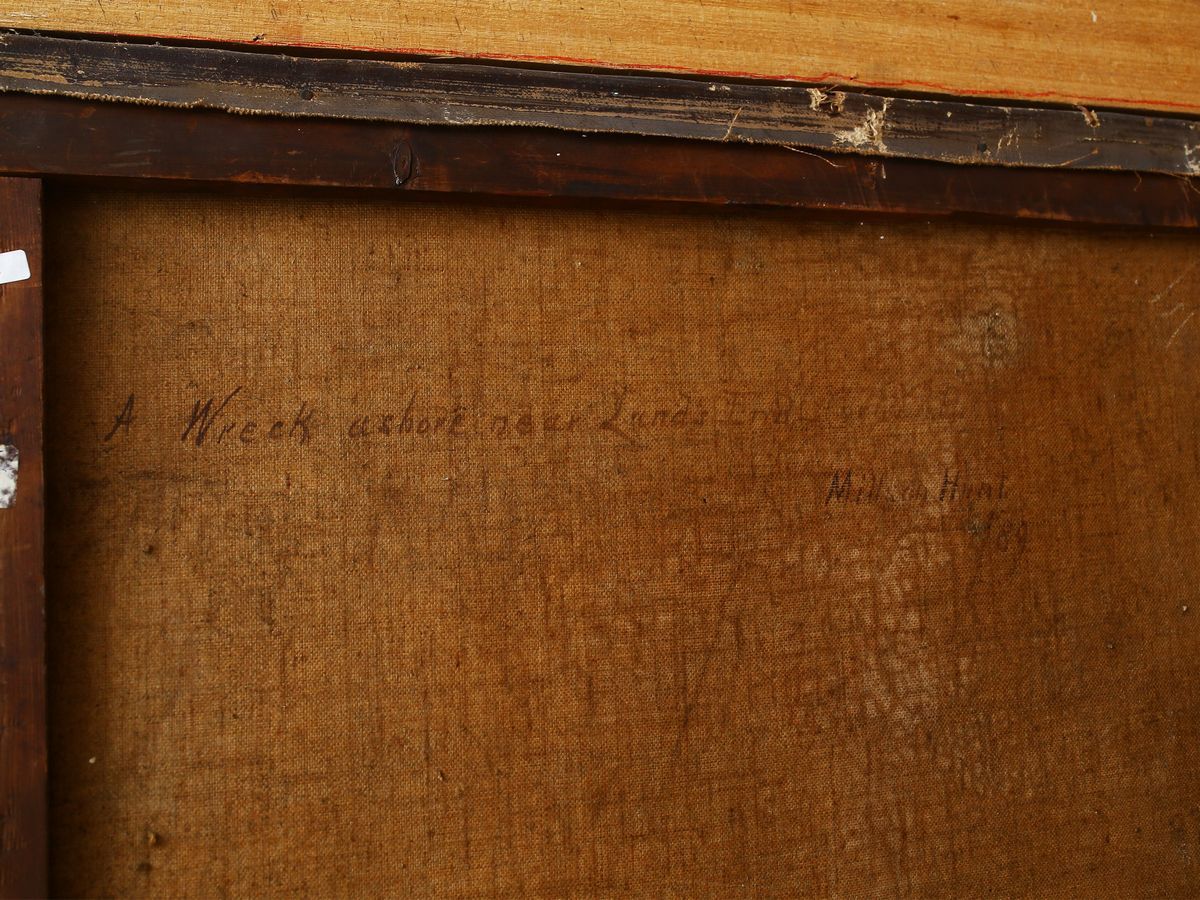 A Wreck ashore near Lands End
Millson Hunt